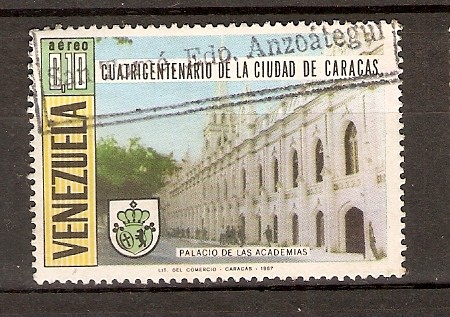 aéreo
0,10
Edo. Anzoátegui
CUATRICENTENARIO DE LA CIUDAD DE CARACAS.
VENEZUELA
PALACIO DE LAS ACADEMIAS
LIT. DEL COMERCIO - CARACAS - 1967